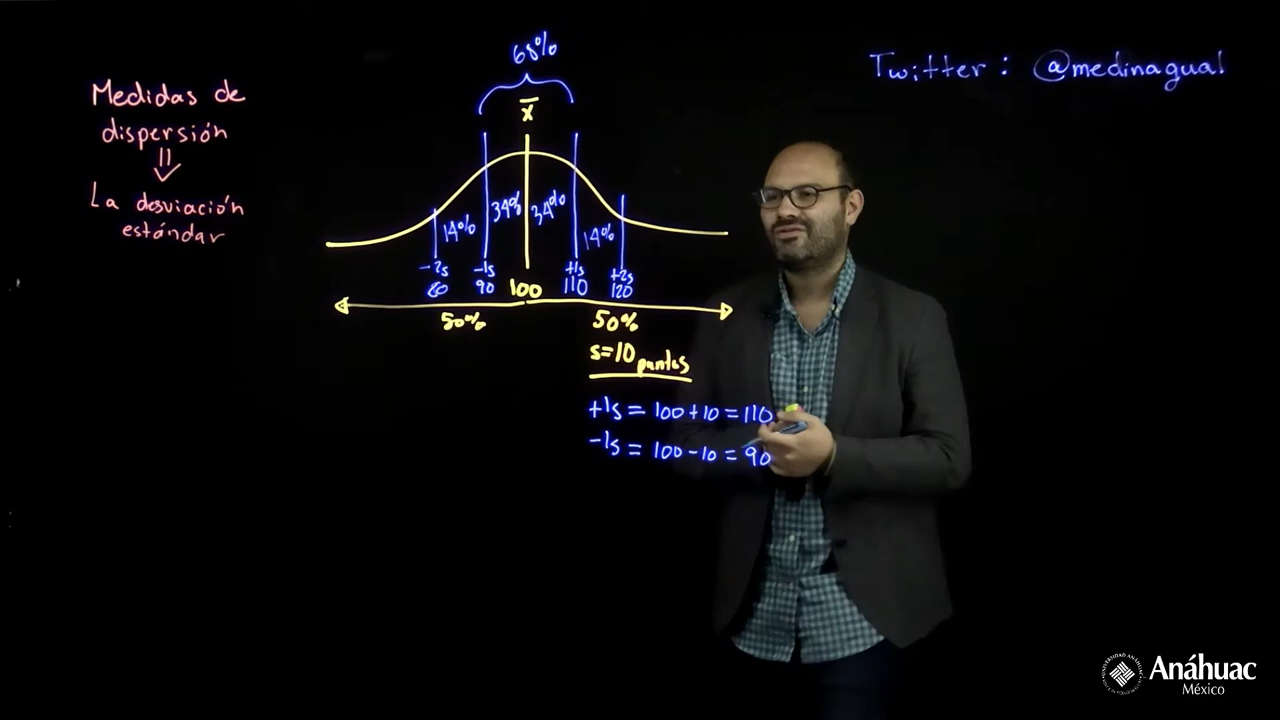 Twitter: @medinagual
Medidas de
dispersión
⇓
La desviación
estándar
68%
x̅
14% 34% 34% 14%
-2s -1s +1s +2s
80 90 100 110 120
50% 50%
s=10 puntos
+1s = 100+10 = 110
-1s = 100-10 = 90
Anáhuac
México